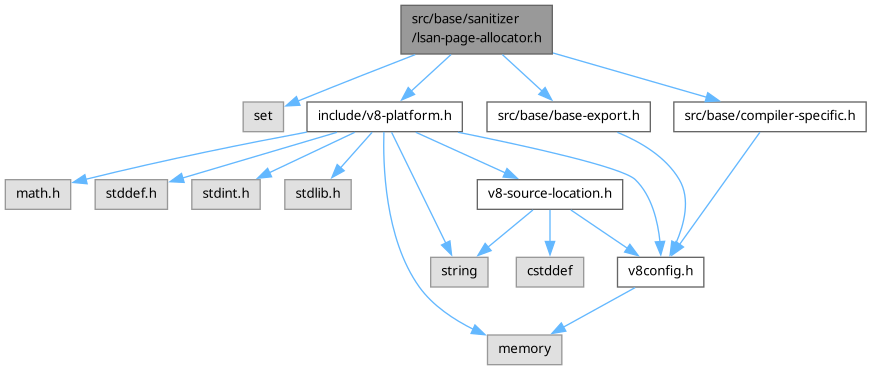 src/base/sanitizer
/lsan-page-allocator.h
set
include/v8-platform.h
src/base/base-export.h
src/base/compiler-specific.h
math.h
stddef.h
stdint.h
stdlib.h
v8-source-location.h
string
cstddef
v8config.h
memory